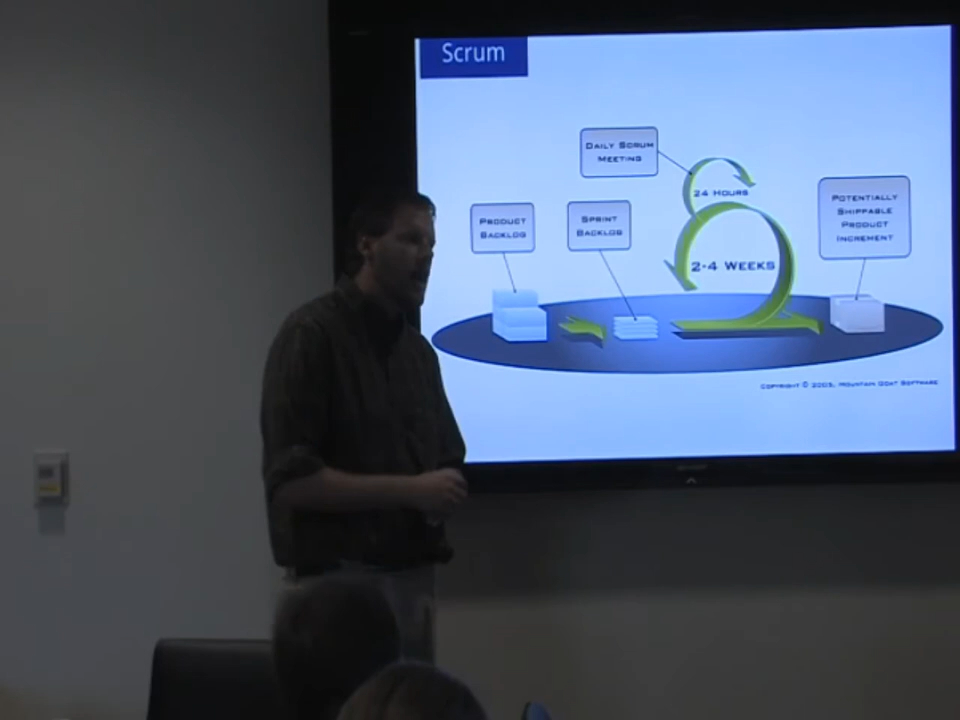 Scrum
DAILY SCRUM
MEETING
24 HOURS
PRODUCT
BACKLOG
SPRINT
BACKLOG
POTENTIALLY
SHIPPABLE
PRODUCT
INCREMENT
2-4 WEEKS
COPYRIGHT © 2005, MOUNTAIN GOAT SOFTWARE